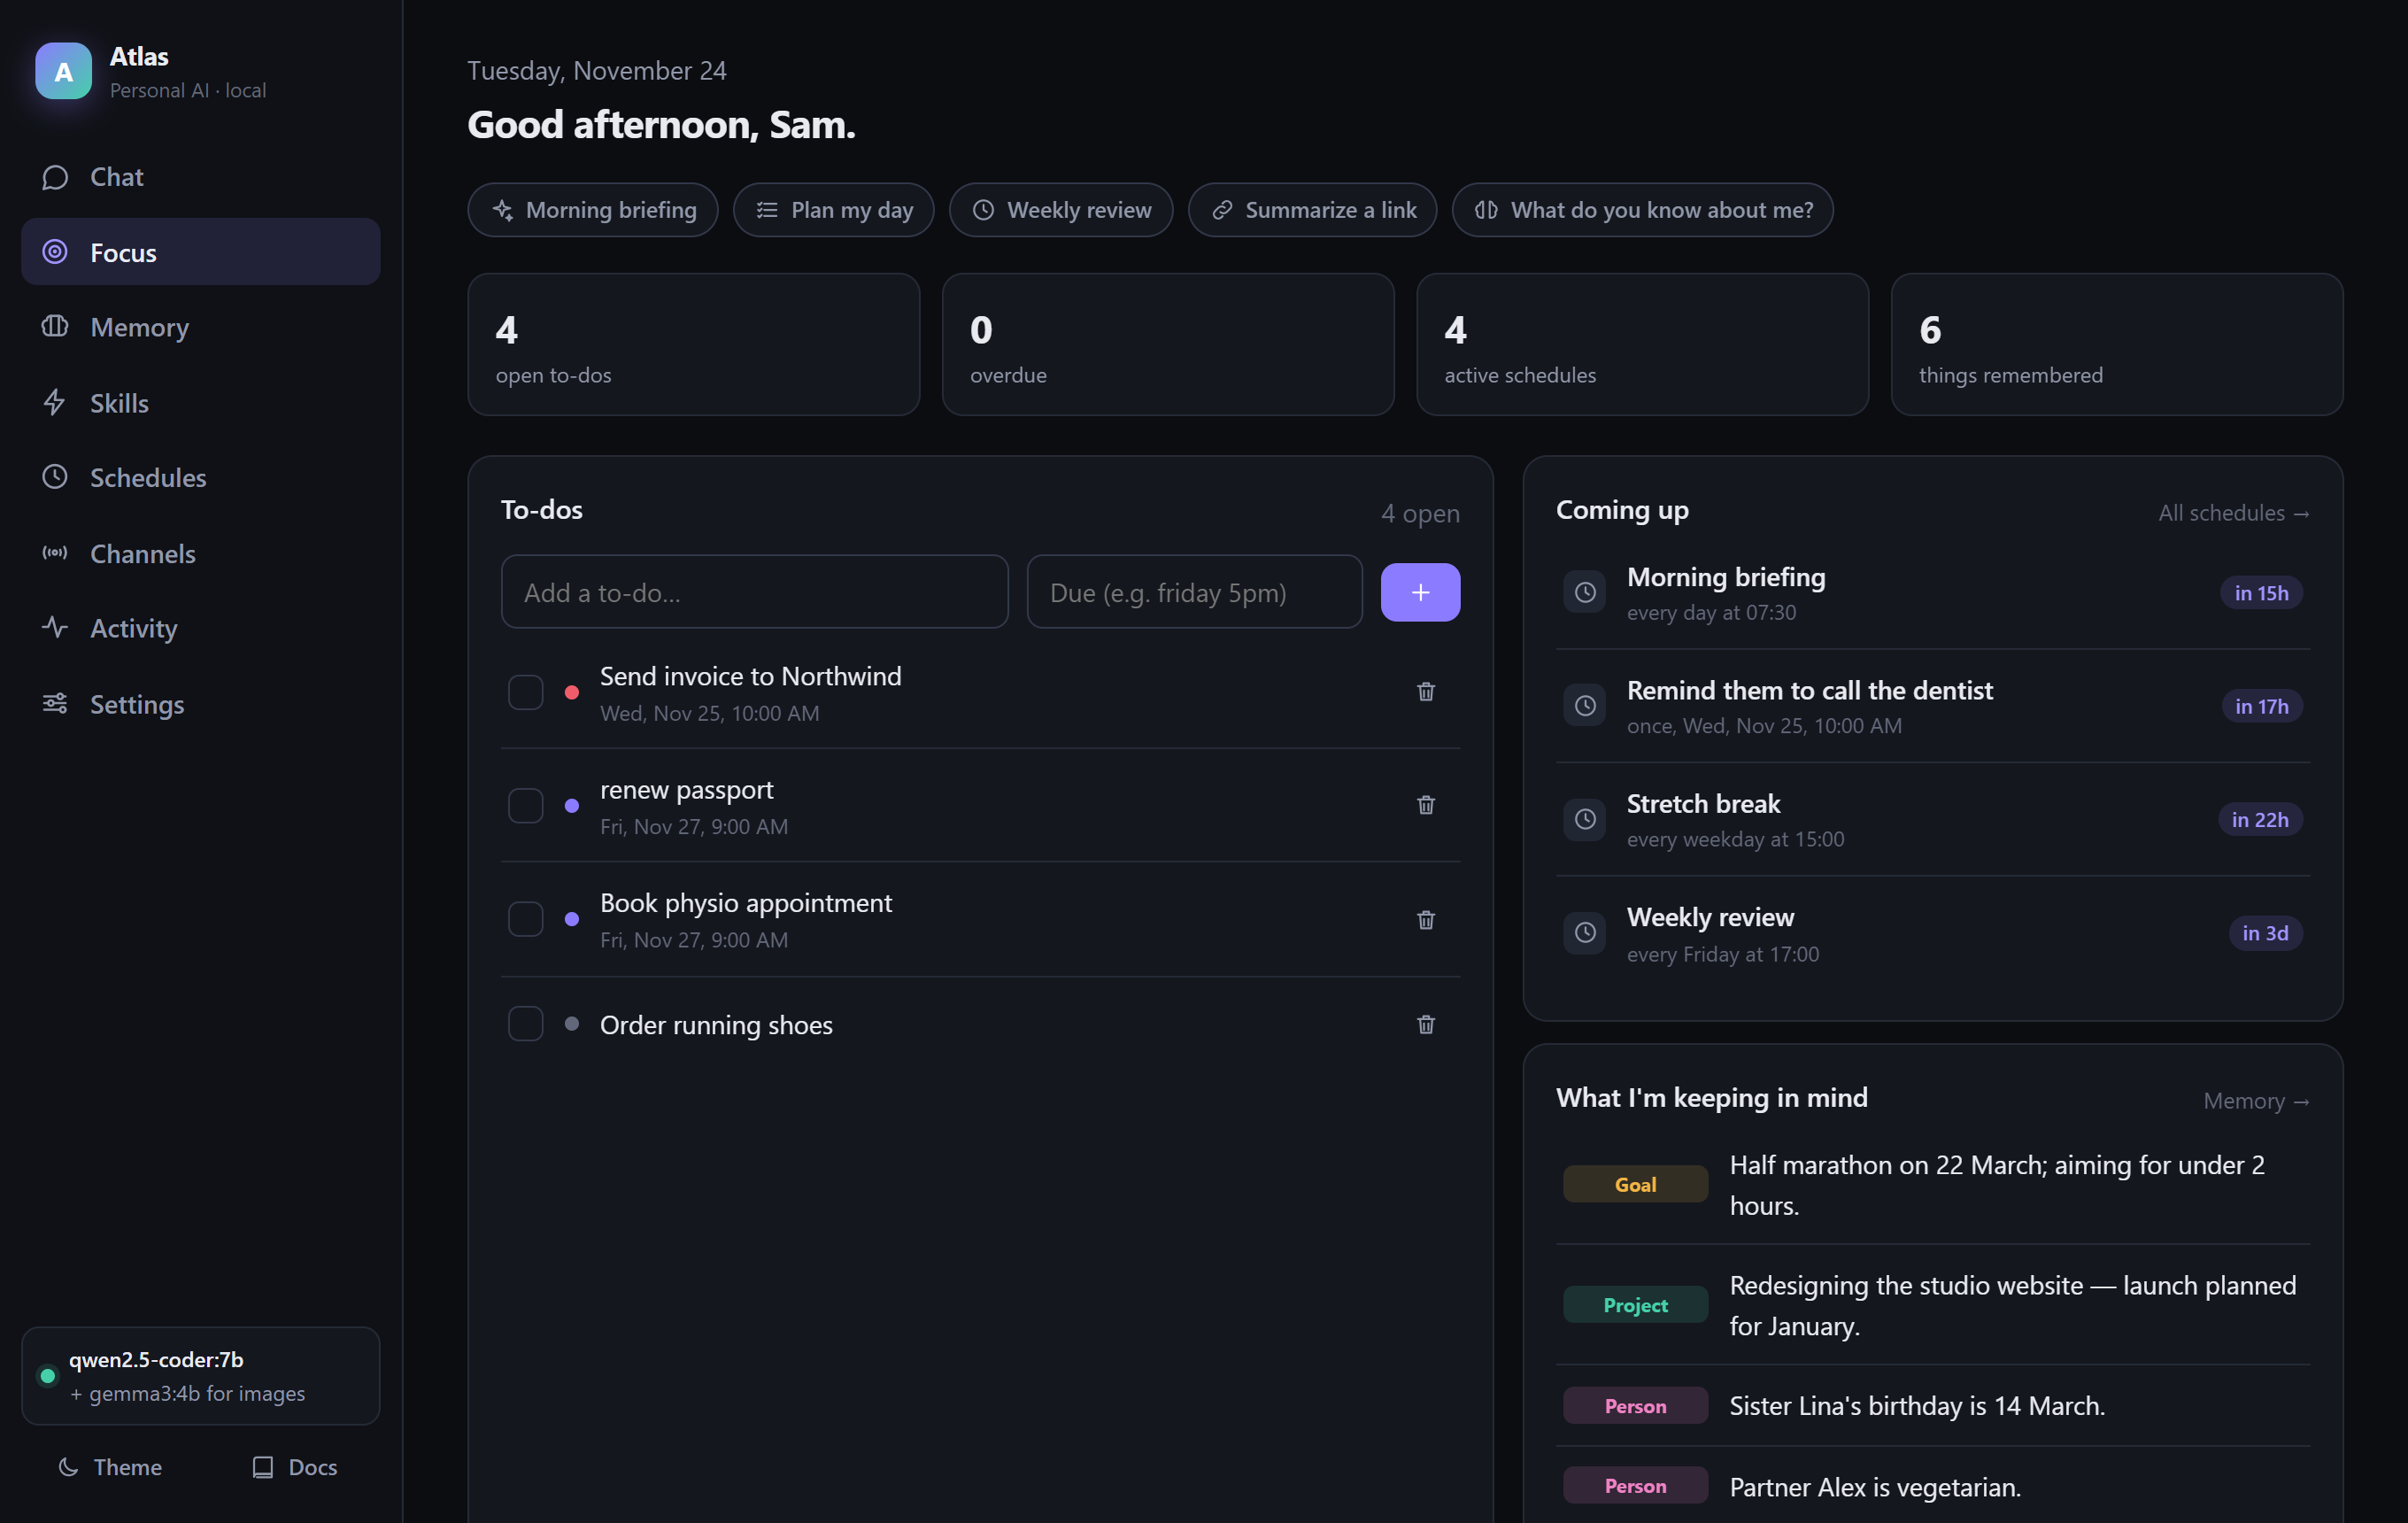 A
Atlas
Personal AI · local
Chat
Focus
Memory
Skills
Schedules
Channels
Activity
Settings
qwen2.5-coder:7b
+ gemma3:4b for images
Theme
Docs
Tuesday, November 24
Good afternoon, Sam.
Morning briefing
Plan my day
Weekly review
Summarize a link
What do you know about me?
4
open to-dos
0
overdue
4
active schedules
6
things remembered
To-dos
4 open
Add a to-do...
Due (e.g. friday 5pm)
+
Send invoice to Northwind
Wed, Nov 25, 10:00 AM
renew passport
Fri, Nov 27, 9:00 AM
Book physio appointment
Fri, Nov 27, 9:00 AM
Order running shoes
Coming up
All schedules →
Morning briefing
every day at 07:30
in 15h
Remind them to call the dentist
once, Wed, Nov 25, 10:00 AM
in 17h
Stretch break
every weekday at 15:00
in 22h
Weekly review
every Friday at 17:00
in 3d
What I'm keeping in mind
Memory →
Goal
Half marathon on 22 March; aiming for under 2
hours.
Project
Redesigning the studio website — launch planned
for January.
Person
Sister Lina's birthday is 14 March.
Person
Partner Alex is vegetarian.